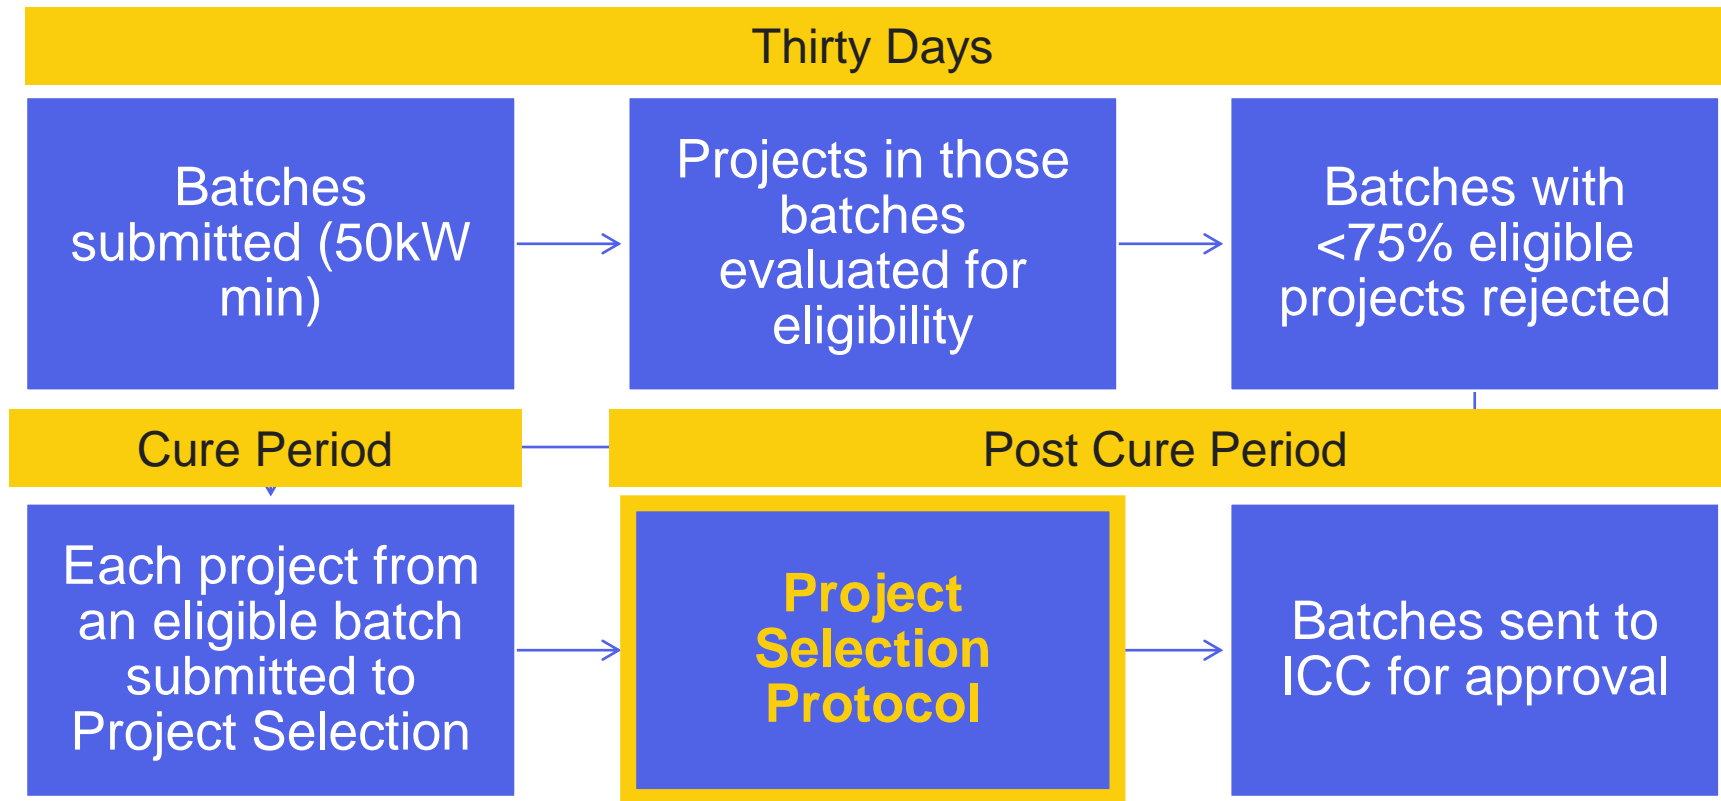 Thirty Days
Batches
submitted (50kW
min)
Projects in those
batches
evaluated for
eligibility
Batches with
<75% eligible
projects rejected
Cure Period
Post Cure Period
Each project from
an eligible batch
submitted to
Project Selection
Project
Selection
Protocol
Batches sent to
ICC for approval